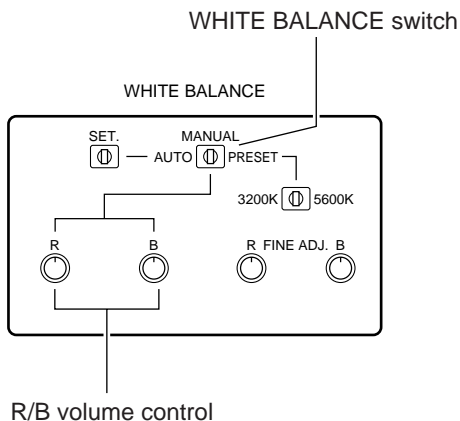 WHITE BALANCE switch
WHITE BALANCE
SET. MANUAL
AUTO PRESET
3200K 5600K
R B R FINE ADJ. B
R/B volume control